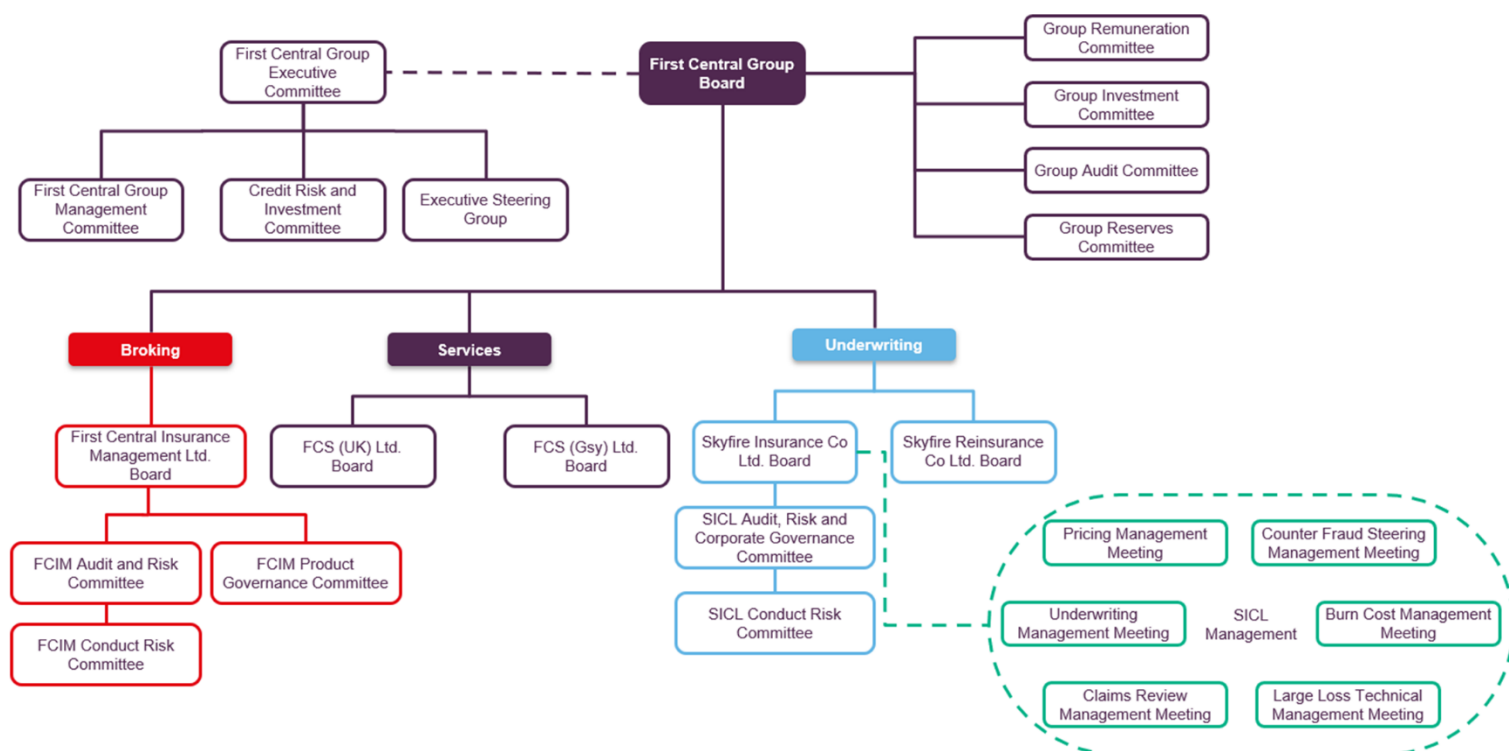 First Central Group
Executive
Committee
First Central Group
Board
Group Remuneration
Committee
Group Investment
Committee
Group Audit Committee
Group Reserves
Committee
First Central Group
Management
Committee
Credit Risk and
Investment
Committee
Executive Steering
Group
Broking
Services
Underwriting
First Central Insurance
Management Ltd.
Board
FCS (UK) Ltd.
Board
FCS (Gsy) Ltd.
Board
Skyfire Insurance Co
Ltd. Board
Skyfire Reinsurance
Co Ltd. Board
FCIM Audit and Risk
Committee
FCIM Product
Governance Committee
FCIM Conduct Risk
Committee
SICL Audit, Risk and
Corporate Governance
Committee
SICL Conduct Risk
Committee
Pricing Management
Meeting
Counter Fraud Steering
Management Meeting
Underwriting
Management Meeting
SICL
Management
Burn Cost Management
Meeting
Claims Review
Management Meeting
Large Loss Technical
Management Meeting